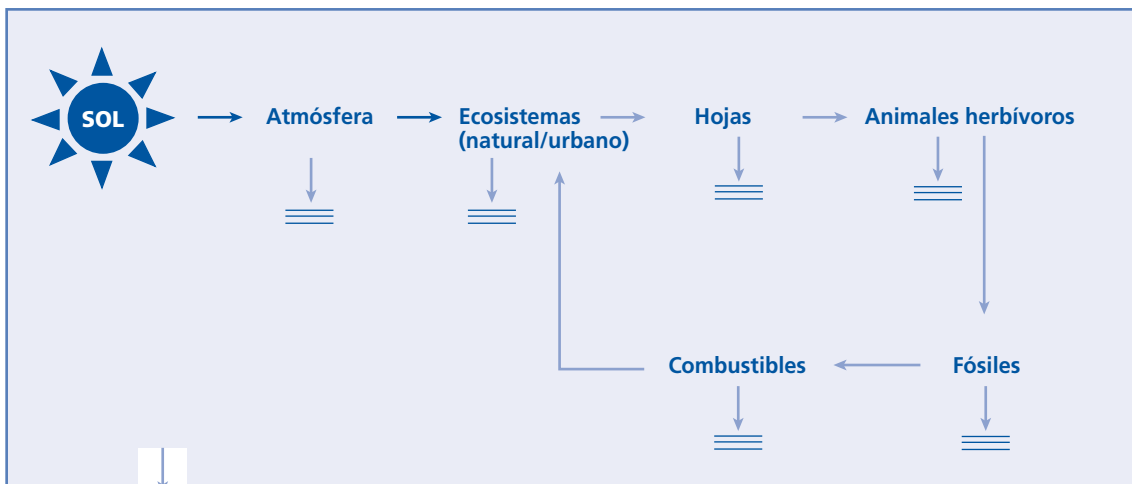 SOL
Atmósfera
Ecosistemas
(natural/urbano)
Hojas
Animales herbívoros
Combustibles
Fósiles